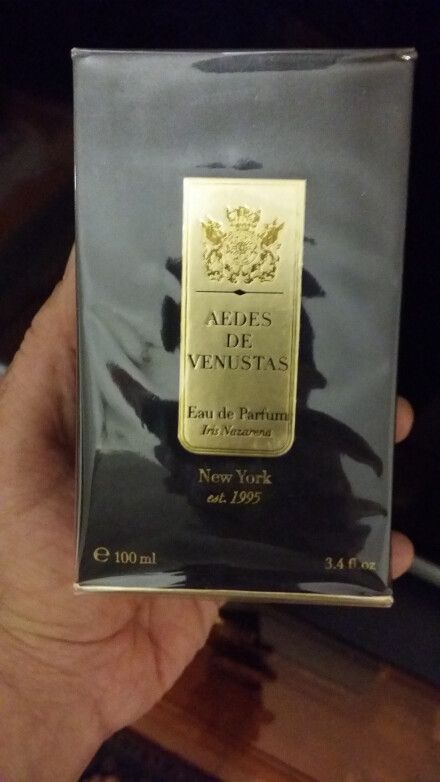 AEDES
DE
VENUSTAS
Eau de Parfum
Iris Nazarena
New York
est. 1995
℮ 100 ml
3.4 fl oz